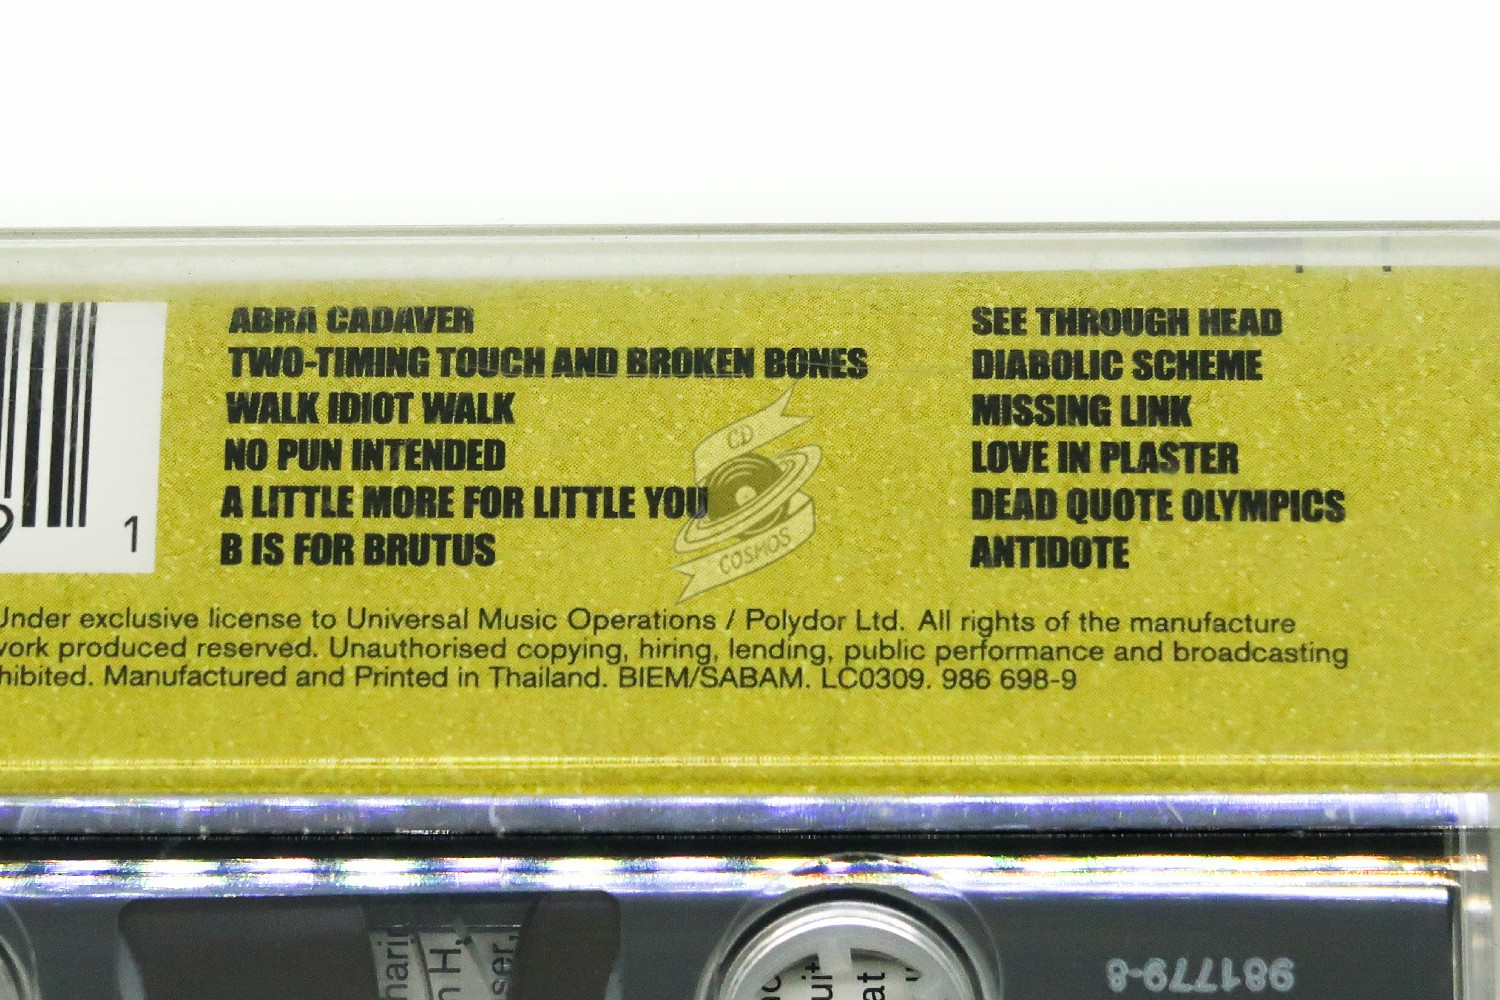 ABRA CADAVER
TWO-TIMING TOUCH AND BROKEN BONES
WALK IDIOT WALK
NO PUN INTENDED
A LITTLE MORE FOR LITTLE YOU
B IS FOR BRUTUS
SEE THROUGH HEAD
DIABOLIC SCHEME
MISSING LINK
LOVE IN PLASTER
DEAD QUOTE OLYMPICS
ANTIDOTE
1
CD
COSMOS
Under exclusive license to Universal Music Operations / Polydor Ltd. All rights of the manufacture
work produced reserved. Unauthorised copying, hiring, lending, public performance and broadcasting
hibited. Manufactured and Printed in Thailand. BIEM/SABAM. LC0309. 986 698-9
981779-8